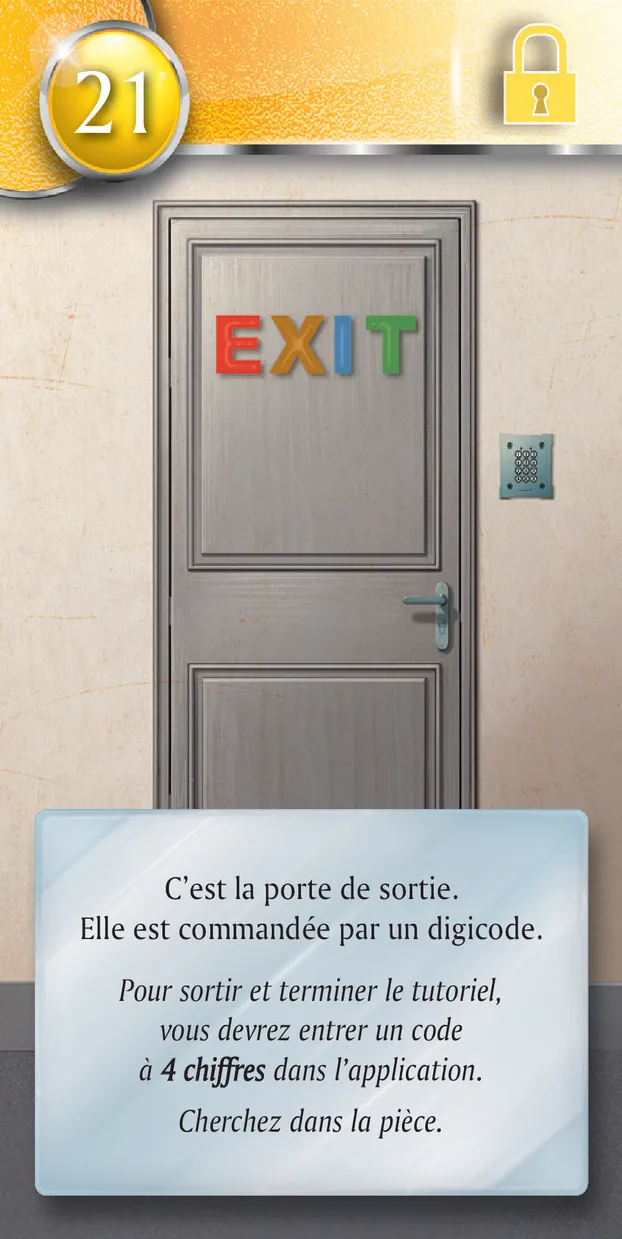 21
EXIT
C'est la porte de sortie.
Elle est commandée par un digicode.
Pour sortir et terminer le tutoriel,
vous devrez entrer un code
à 4 chiffres dans l'application.
Cherchez dans la pièce.